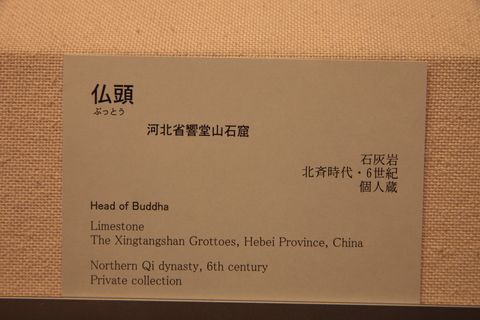 仏頭
ぶっとう
河北省響堂山石窟
石灰岩
北斉時代・6世紀
個人蔵
Head of Buddha
Limestone
The Xingtangshan Grottoes, Hebei Province, China
Northern Qi dynasty, 6th century
Private collection